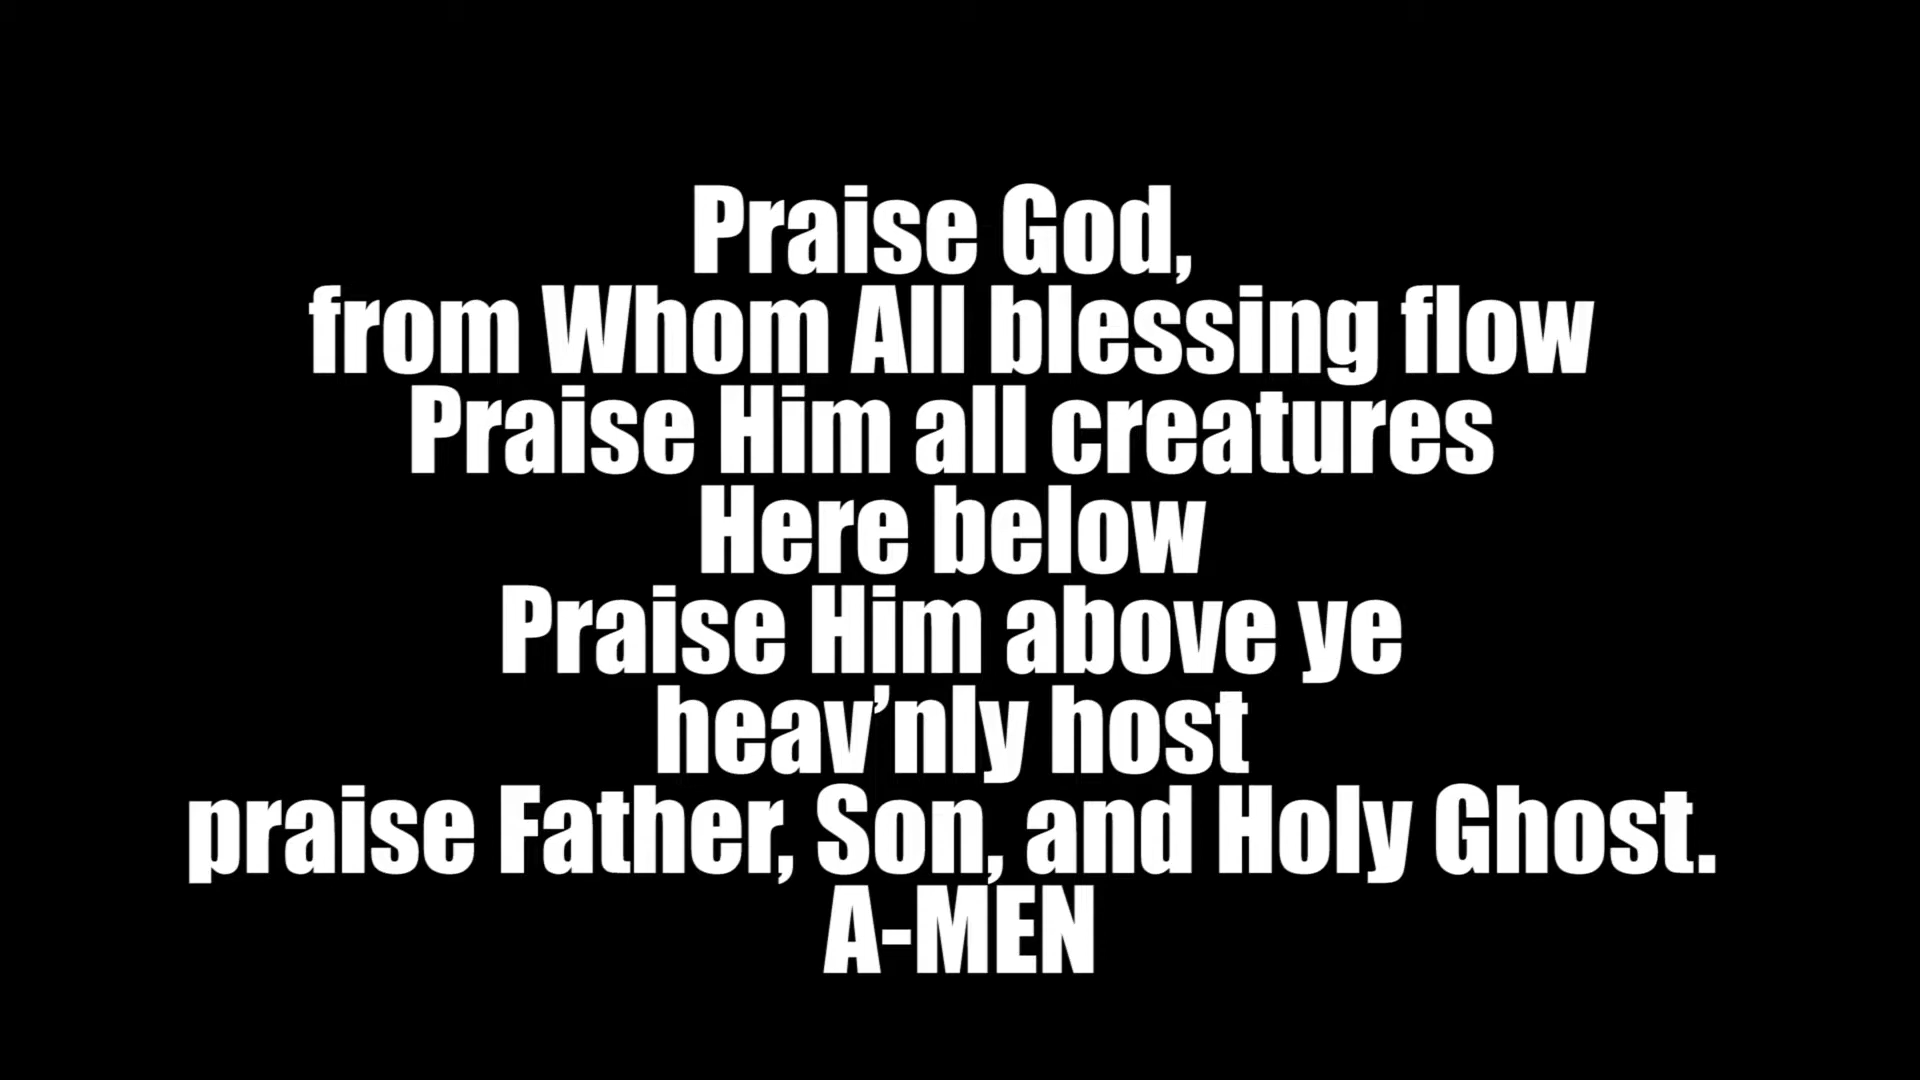 Praise God,
from Whom All blessing flow
Praise Him all creatures
Here below
Praise Him above ye
heav’nly host
praise Father, Son, and Holy Ghost.
A-MEN